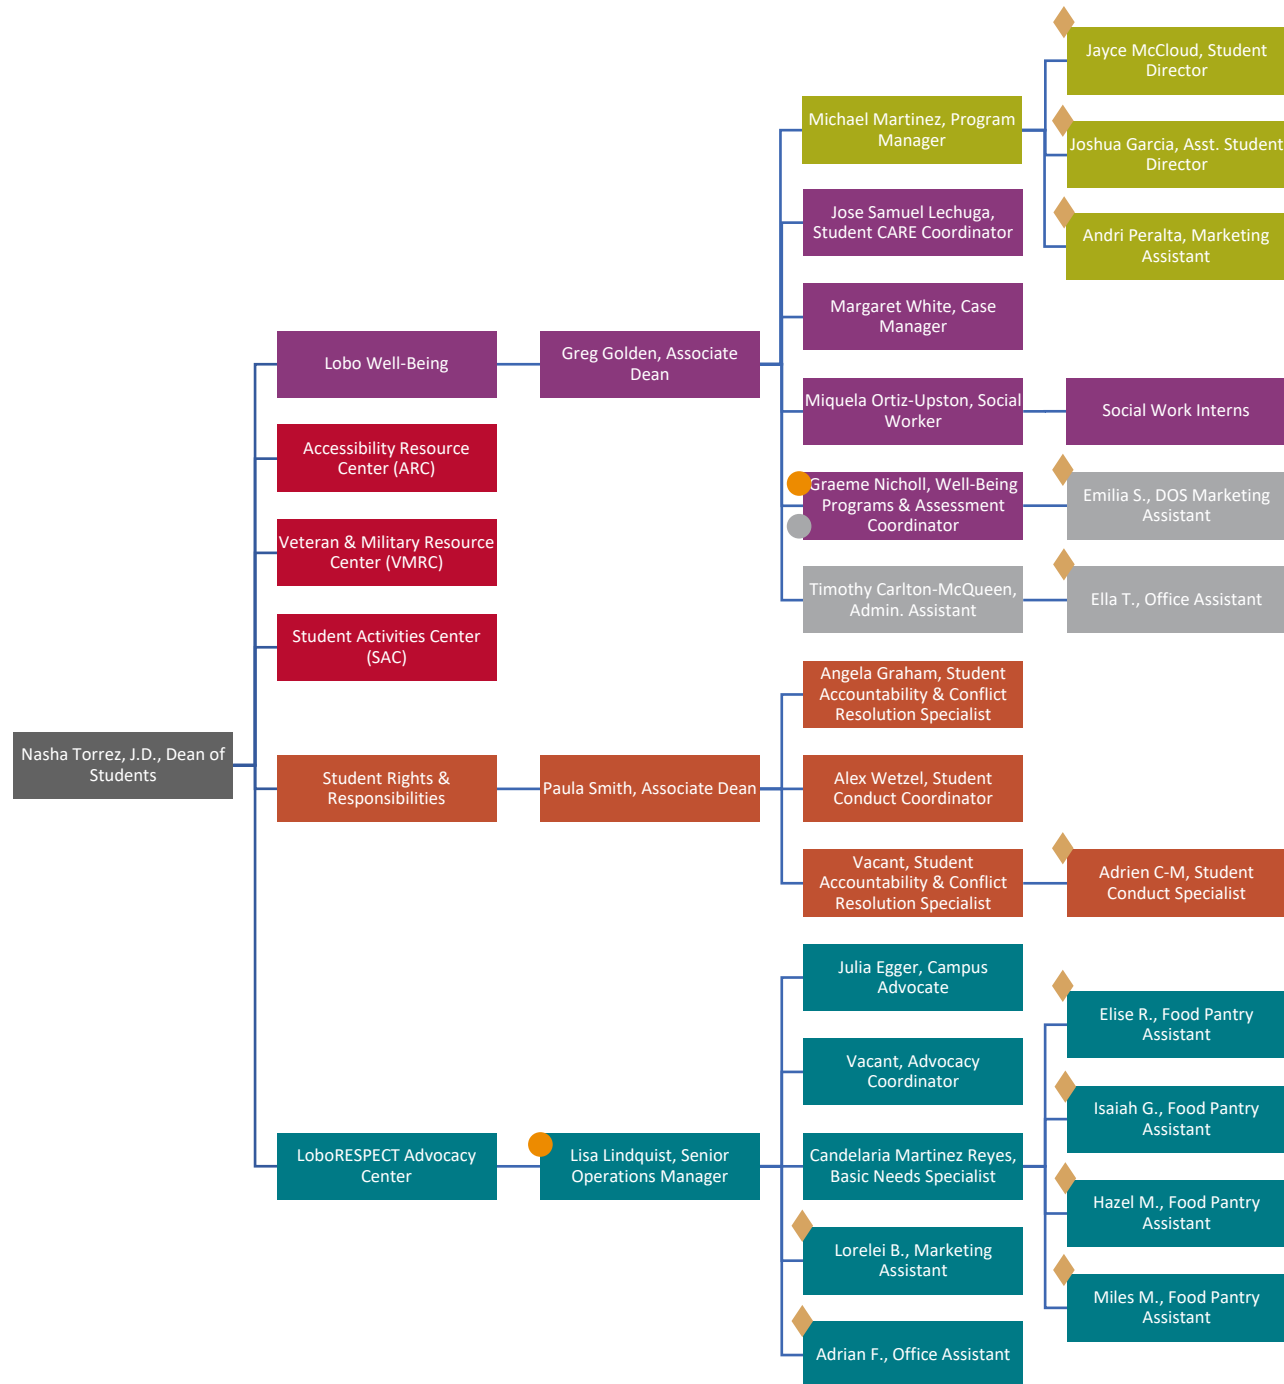 Jayce McCloud, Student
Director
Michael Martinez, Program
Manager
Joshua Garcia, Asst. Student
Director
Jose Samuel Lechuga,
Student CARE Coordinator
Andri Peralta, Marketing
Assistant
Margaret White, Case
Manager
Lobo Well-Being
Greg Golden, Associate
Dean
Miquela Ortiz-Upston, Social
Worker
Social Work Interns
Accessibility Resource
Center (ARC)
Graeme Nicholl, Well-Being
Programs & Assessment
Coordinator
Emilia S., DOS Marketing
Assistant
Veteran & Military Resource
Center (VMRC)
Timothy Carlton-McQueen,
Admin. Assistant
Ella T., Office Assistant
Student Activities Center
(SAC)
Angela Graham, Student
Accountability & Conflict
Resolution Specialist
Nasha Torrez, J.D., Dean of
Students
Student Rights &
Responsibilities
Paula Smith, Associate Dean
Alex Wetzel, Student
Conduct Coordinator
Vacant, Student
Accountability & Conflict
Resolution Specialist
Adrien C-M, Student
Conduct Specialist
Julia Egger, Campus
Advocate
Elise R., Food Pantry
Assistant
Vacant, Advocacy
Coordinator
Isaiah G., Food Pantry
Assistant
LoboRESPECT Advocacy
Center
Lisa Lindquist, Senior
Operations Manager
Candelaria Martinez Reyes,
Basic Needs Specialist
Hazel M., Food Pantry
Assistant
Lorelei B., Marketing
Assistant
Miles M., Food Pantry
Assistant
Adrian F., Office Assistant